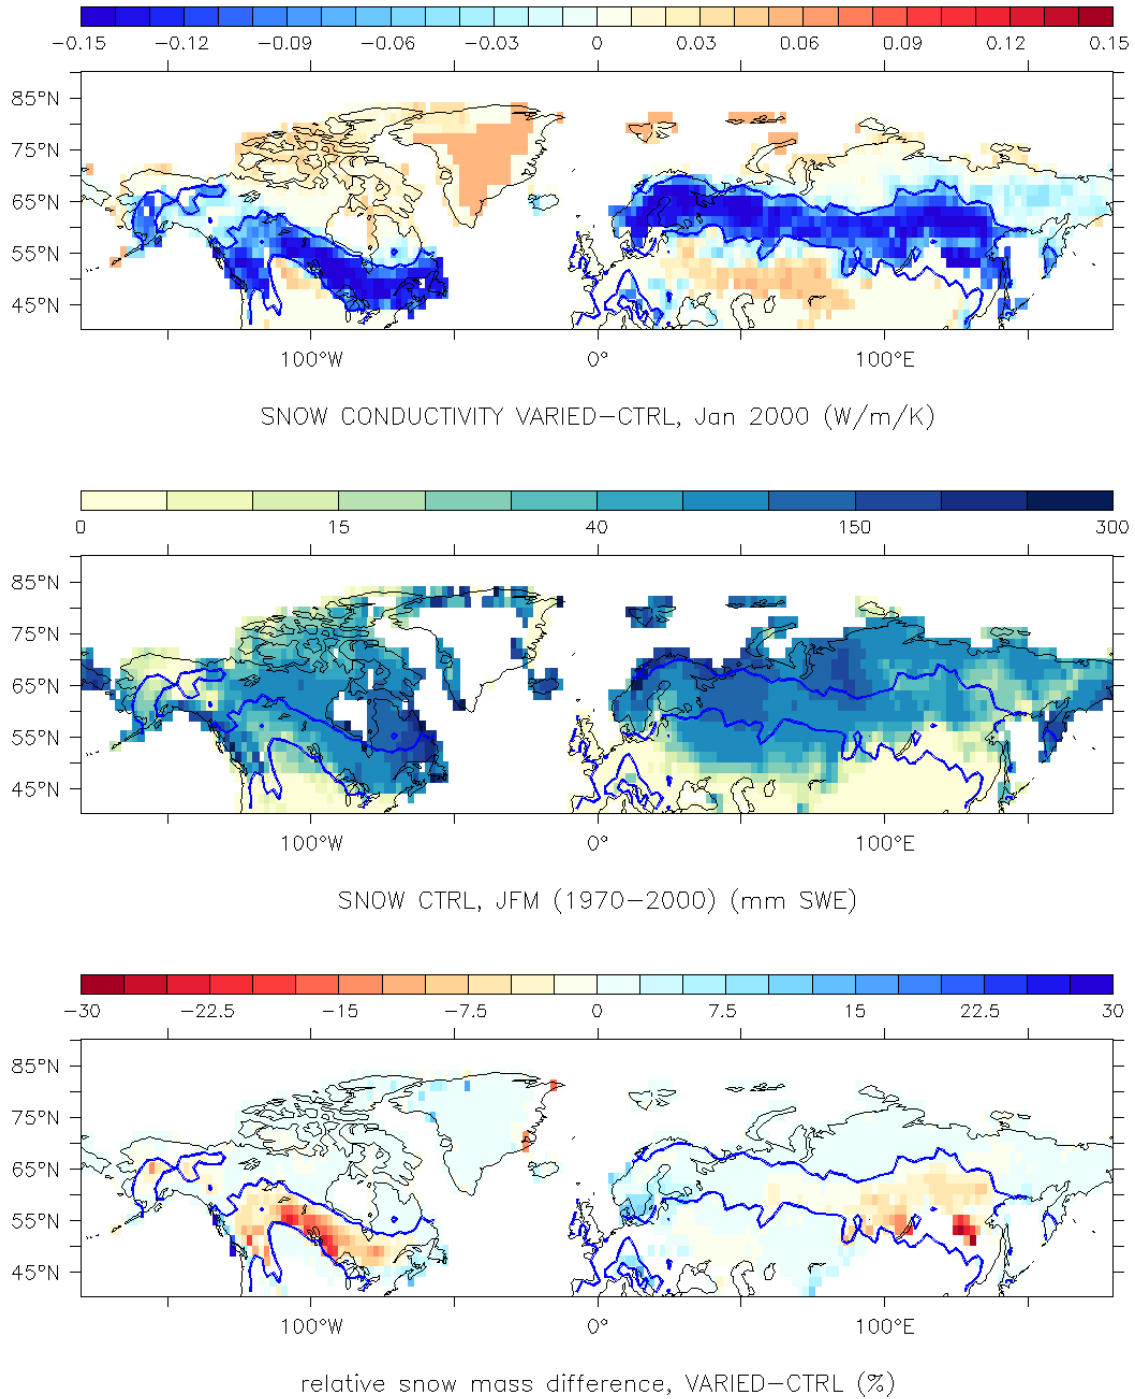 −0.15 −0.12 −0.09 −0.06 −0.03 0 0.03 0.06 0.09 0.12 0.15
85°N
75°N
65°N
55°N
45°N
100°W 0° 100°E
SNOW CONDUCTIVITY VARIED−CTRL, Jan 2000 (W/m/K)
0 15 40 150 300
85°N
75°N
65°N
55°N
45°N
100°W 0° 100°E
SNOW CTRL, JFM (1970−2000) (mm SWE)
−30 −22.5 −15 −7.5 0 7.5 15 22.5 30
85°N
75°N
65°N
55°N
45°N
100°W 0° 100°E
relative snow mass difference, VARIED−CTRL (%)